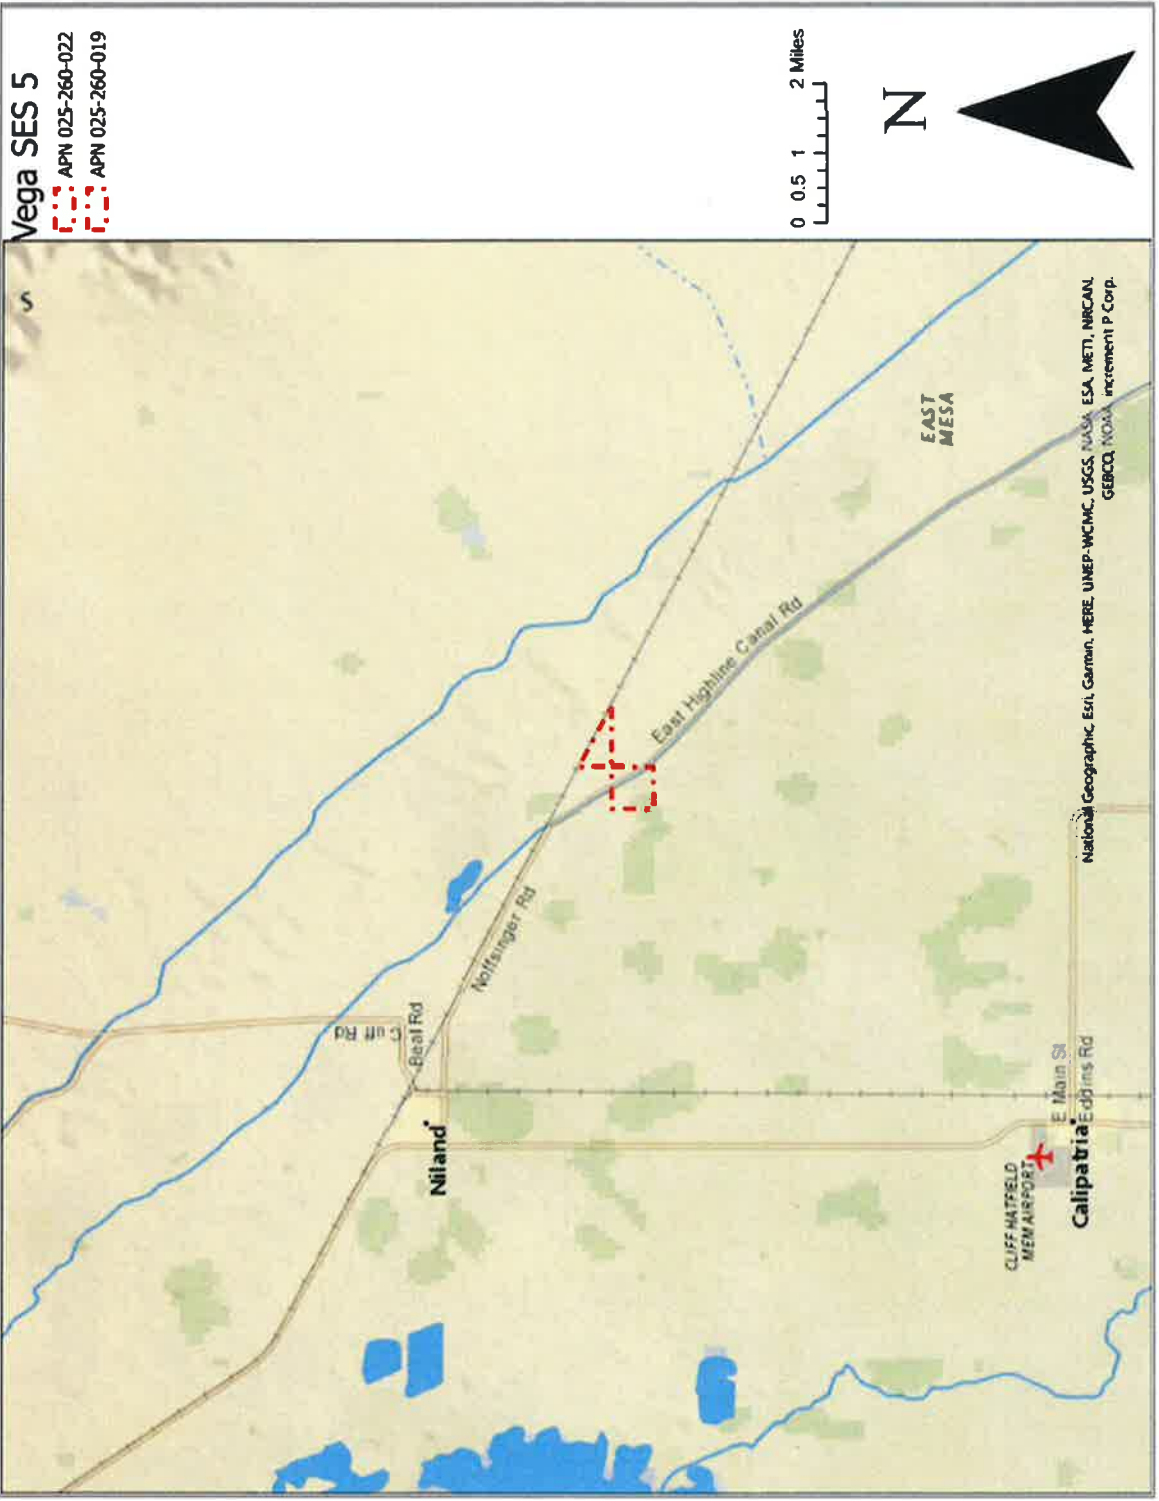 Vega SES 5
APN 025-260-022
APN 025-260-019
0 0.5 1 2 Miles
N
S
EAST
MESA
East Highline Canal Rd
Noffsinger Rd
Cuff Rd
Beal Rd
Niland
E Main St
Eddins Rd
Calipatria
CLIFF HATFIELD
MEM AIRPORT
National Geographic, Esri, Garmin, HERE, UNEP-WCMC, USGS, NASA, ESA, METI, NRCAN,
GEBCO, NOAA, increment P Corp.